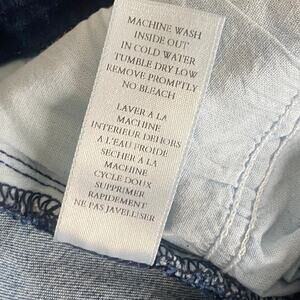 MACHINE WASH
INSIDE OUT
IN COLD WATER
TUMBLE DRY LOW
REMOVE PROMPTLY
NO BLEACH
LAVER A LA
MACHINE
INTERIEUR DEHORS
A L'EAU FROIDE
SECHER A LA
MACHINE
CYCLE DOUX
SUPPRIMER
RAPIDEMENT
NE PAS JAVELLUSER